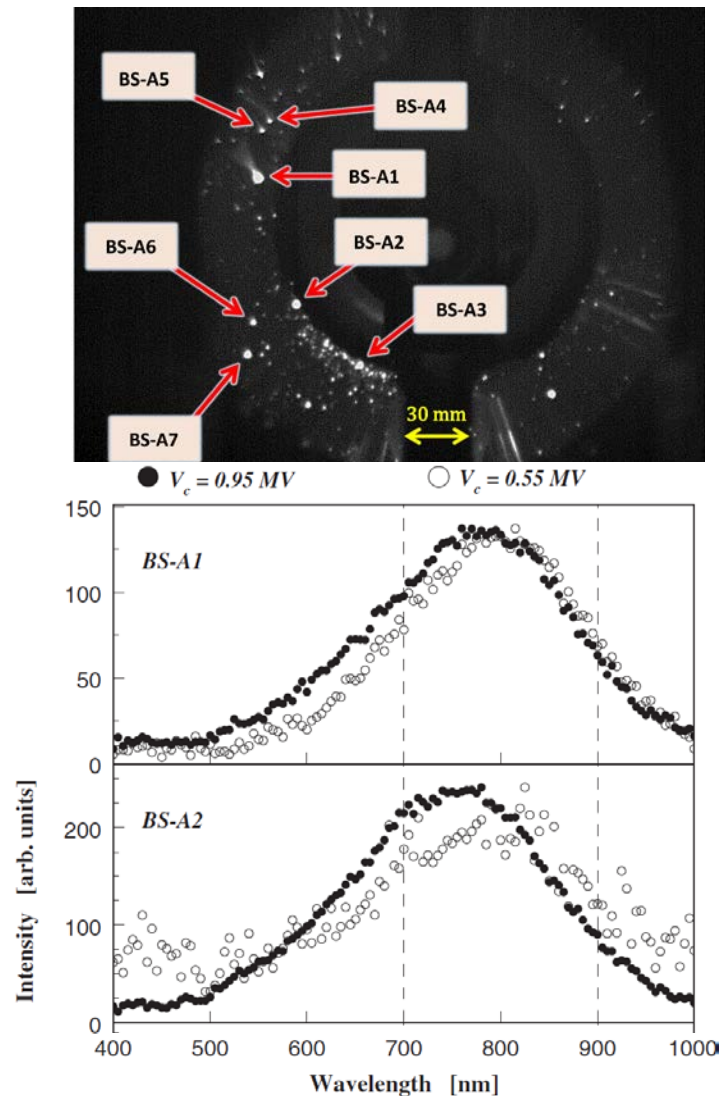 BS-A5
BS-A4
BS-A1
BS-A6
BS-A2
BS-A3
30 mm
BS-A7
● V_c = 0.95 MV ○ V_c = 0.55 MV
150
BS-A1
100
50
0
BS-A2
200
100
0
400 500 600 700 800 900 1000
Intensity [arb. units]
Wavelength [nm]